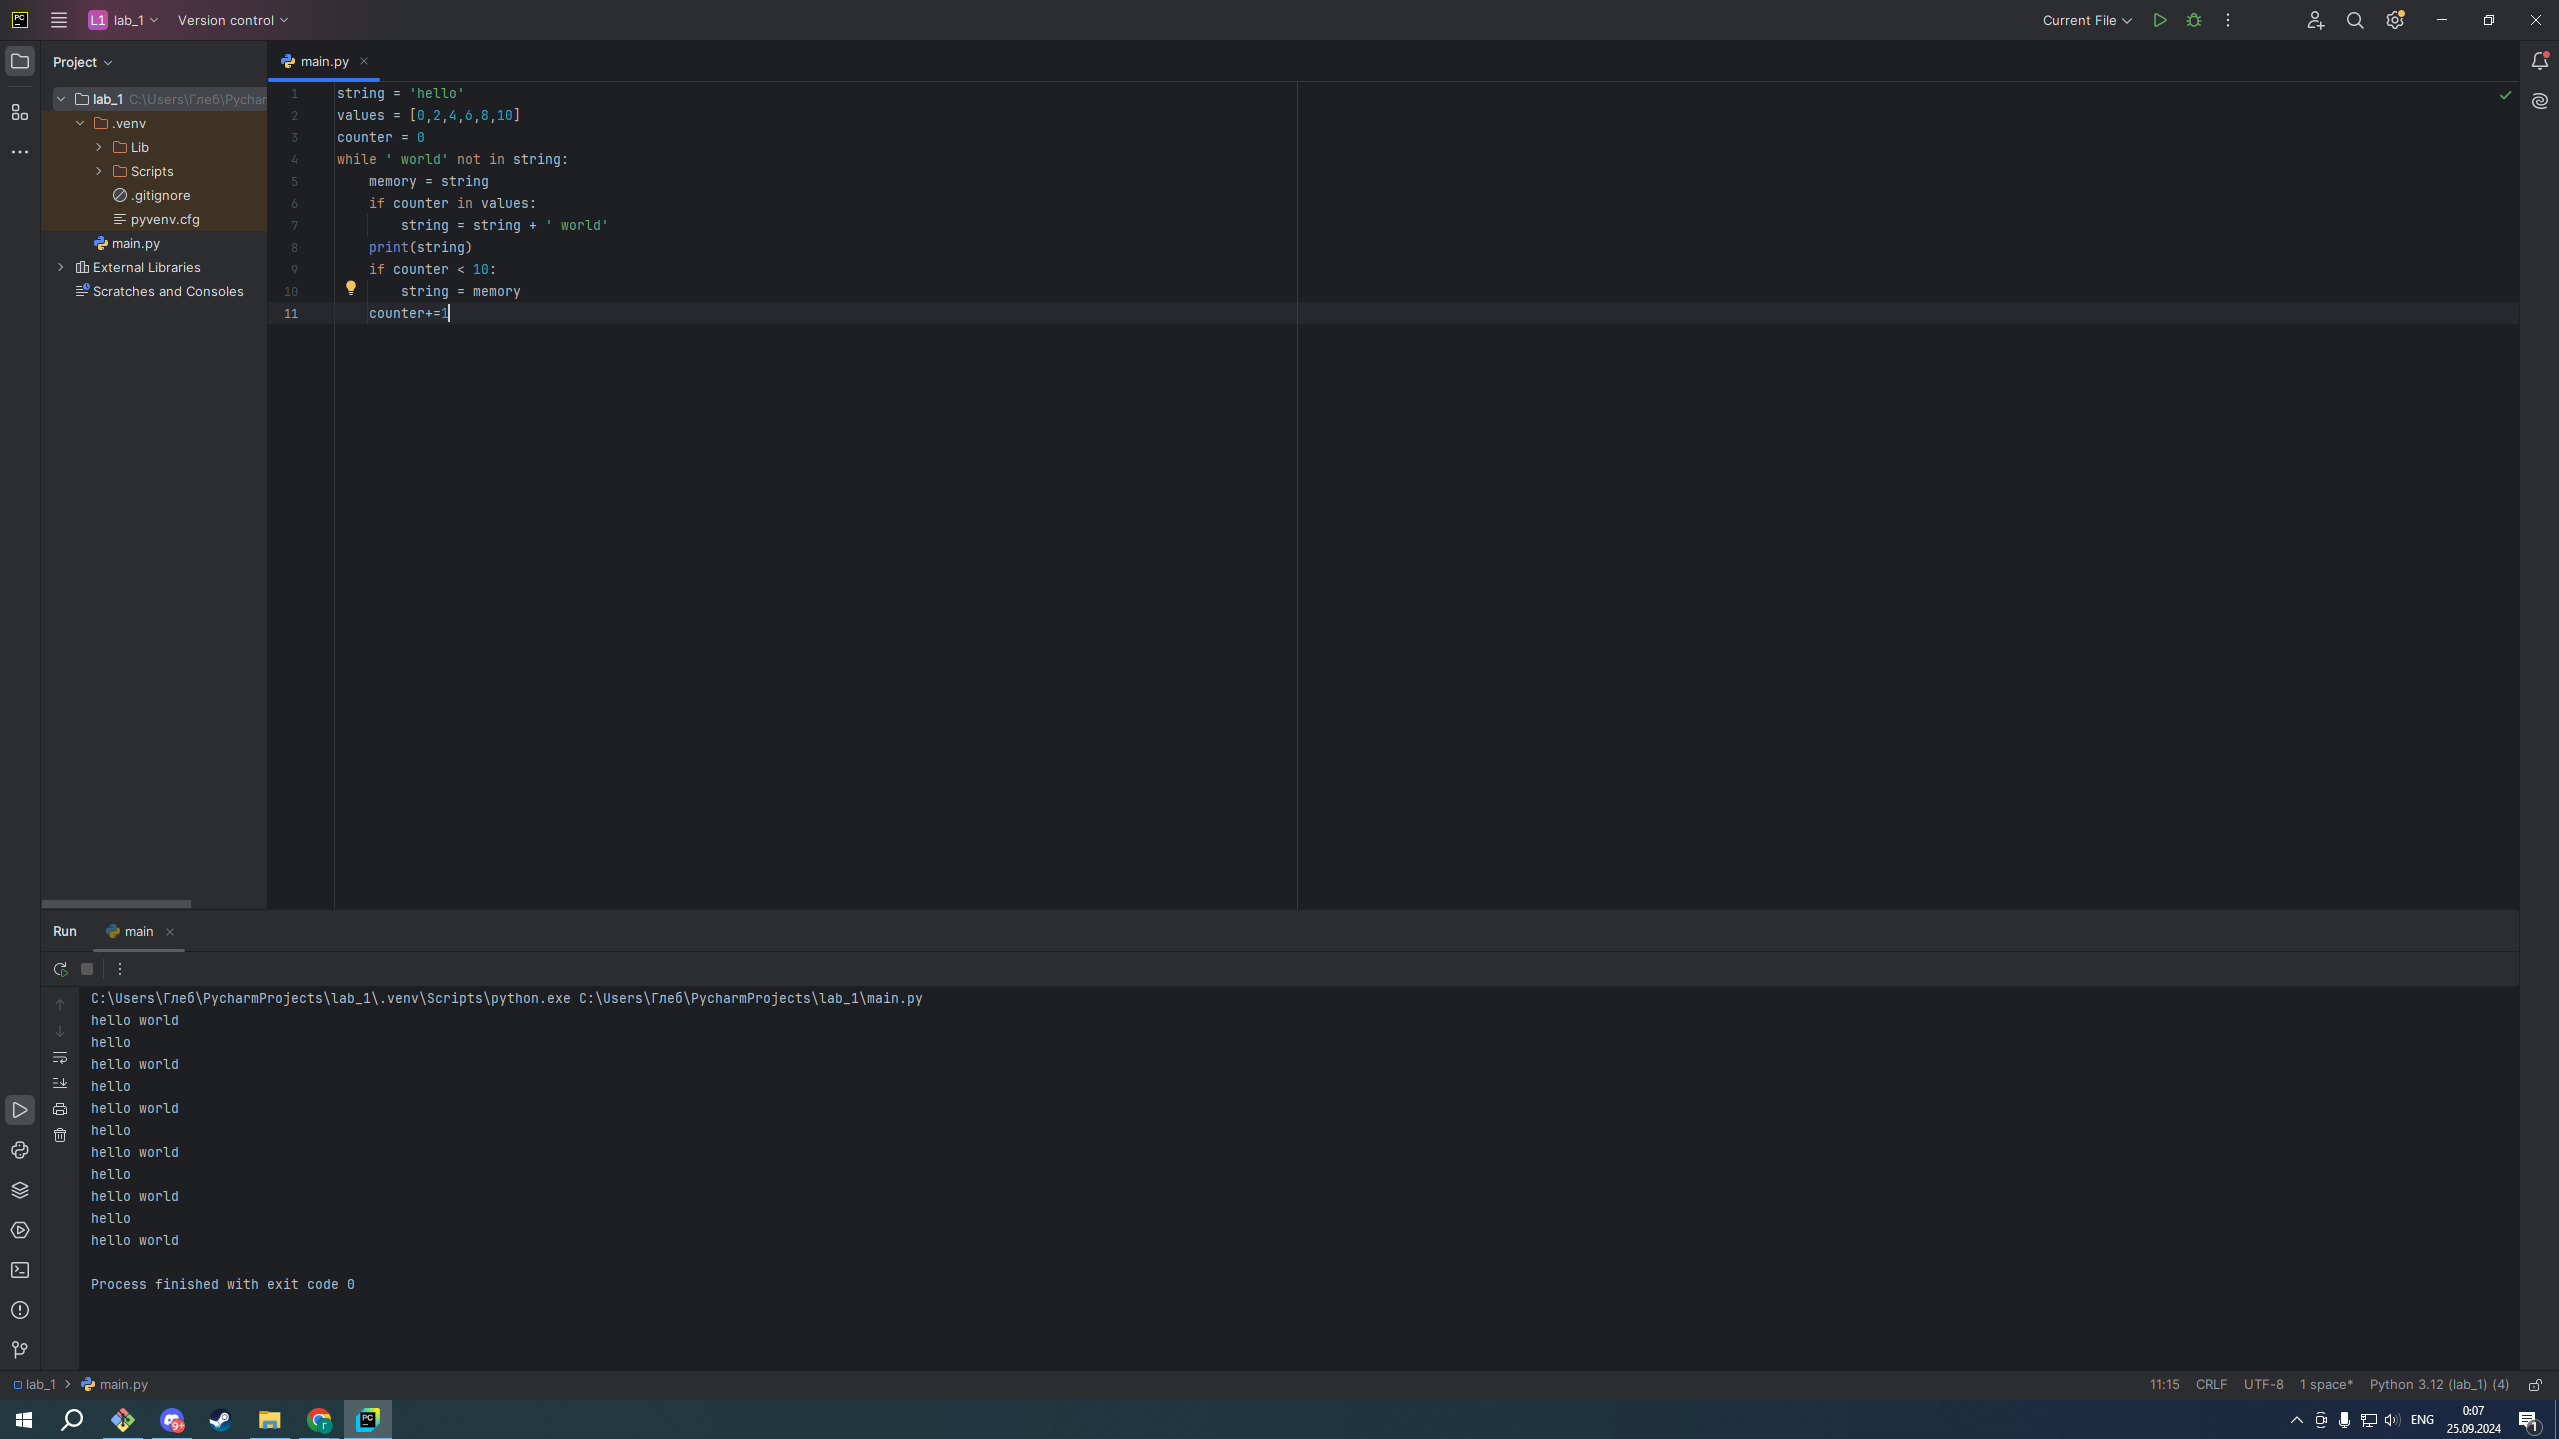 PC L1 lab_1 Version control Current File
Project
main.py
lab_1 C:\Users\Глеб\Pychar
.venv
Lib
Scripts
.gitignore
pyvenv.cfg
main.py
External Libraries
Scratches and Consoles
1 string = 'hello'
2 values = [0,2,4,6,8,10]
3 counter = 0
4 while ' world' not in string:
5     memory = string
6     if counter in values:
7         string = string + ' world'
8     print(string)
9     if counter < 10:
10         string = memory
11     counter+=1
Run main
C:\Users\Глеб\PycharmProjects\lab_1\.venv\Scripts\python.exe C:\Users\Глеб\PycharmProjects\lab_1\main.py
hello world
hello
hello world
hello
hello world
hello
hello world
hello
hello world
hello
hello world
Process finished with exit code 0
lab_1 main.py 11:15 CRLF UTF-8 1 space* Python 3.12 (lab_1) (4)
9+ r PC ENG 0:07
25.09.2024 1